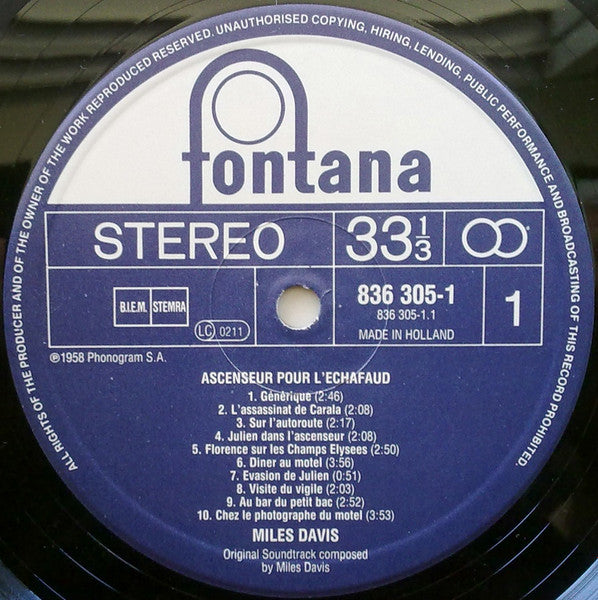 ALL RIGHTS OF THE PRODUCER AND OF THE OWNER OF THE WORK REPRODUCED RESERVED. UNAUTHORISED COPYING, HIRING, LENDING, PUBLIC PERFORMANCE AND BROADCASTING OF THIS RECORD PROHIBITED.
fontana
STEREO
33 1/3
B.I.E.M. STEMRA
LC 0211
836 305-1
836 305-1.1
MADE IN HOLLAND
1
℗1958 Phonogram S.A.
ASCENSEUR POUR L'ECHAFAUD
1. Générique (2:46)
2. L'assassinat de Carala (2:08)
3. Sur l'autoroute (2:17)
4. Julien dans l'ascenseur (2:08)
5. Florence sur les Champs Elysees (2:50)
6. Diner au motel (3:56)
7. Evasion de Julien (0:51)
8. Visite du vigile (2:03)
9. Au bar du petit bac (2:52)
10. Chez le photographe du motel (3:53)
MILES DAVIS
Original Soundtrack composed
by Miles Davis